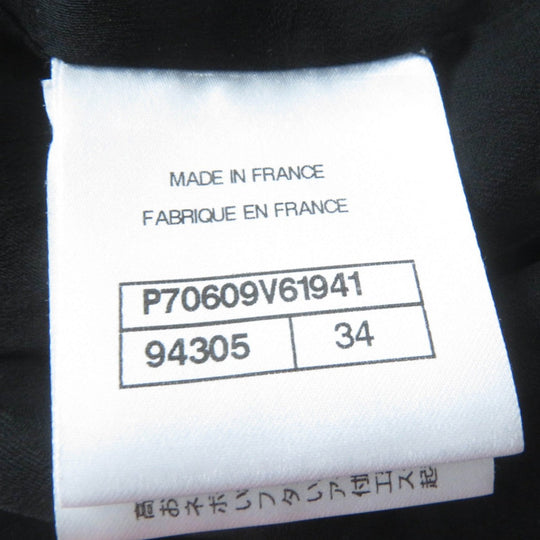 MADE IN FRANCE
FABRIQUE EN FRANCE
P70609V61941
94305 34